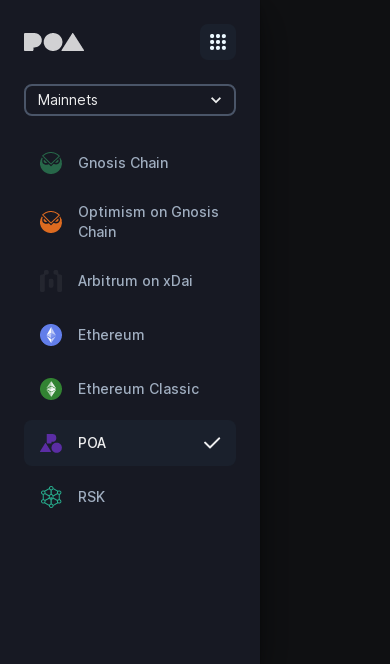 POA
Mainnets
Gnosis Chain
Optimism on Gnosis
Chain
Arbitrum on xDai
Ethereum
Ethereum Classic
POA
RSK